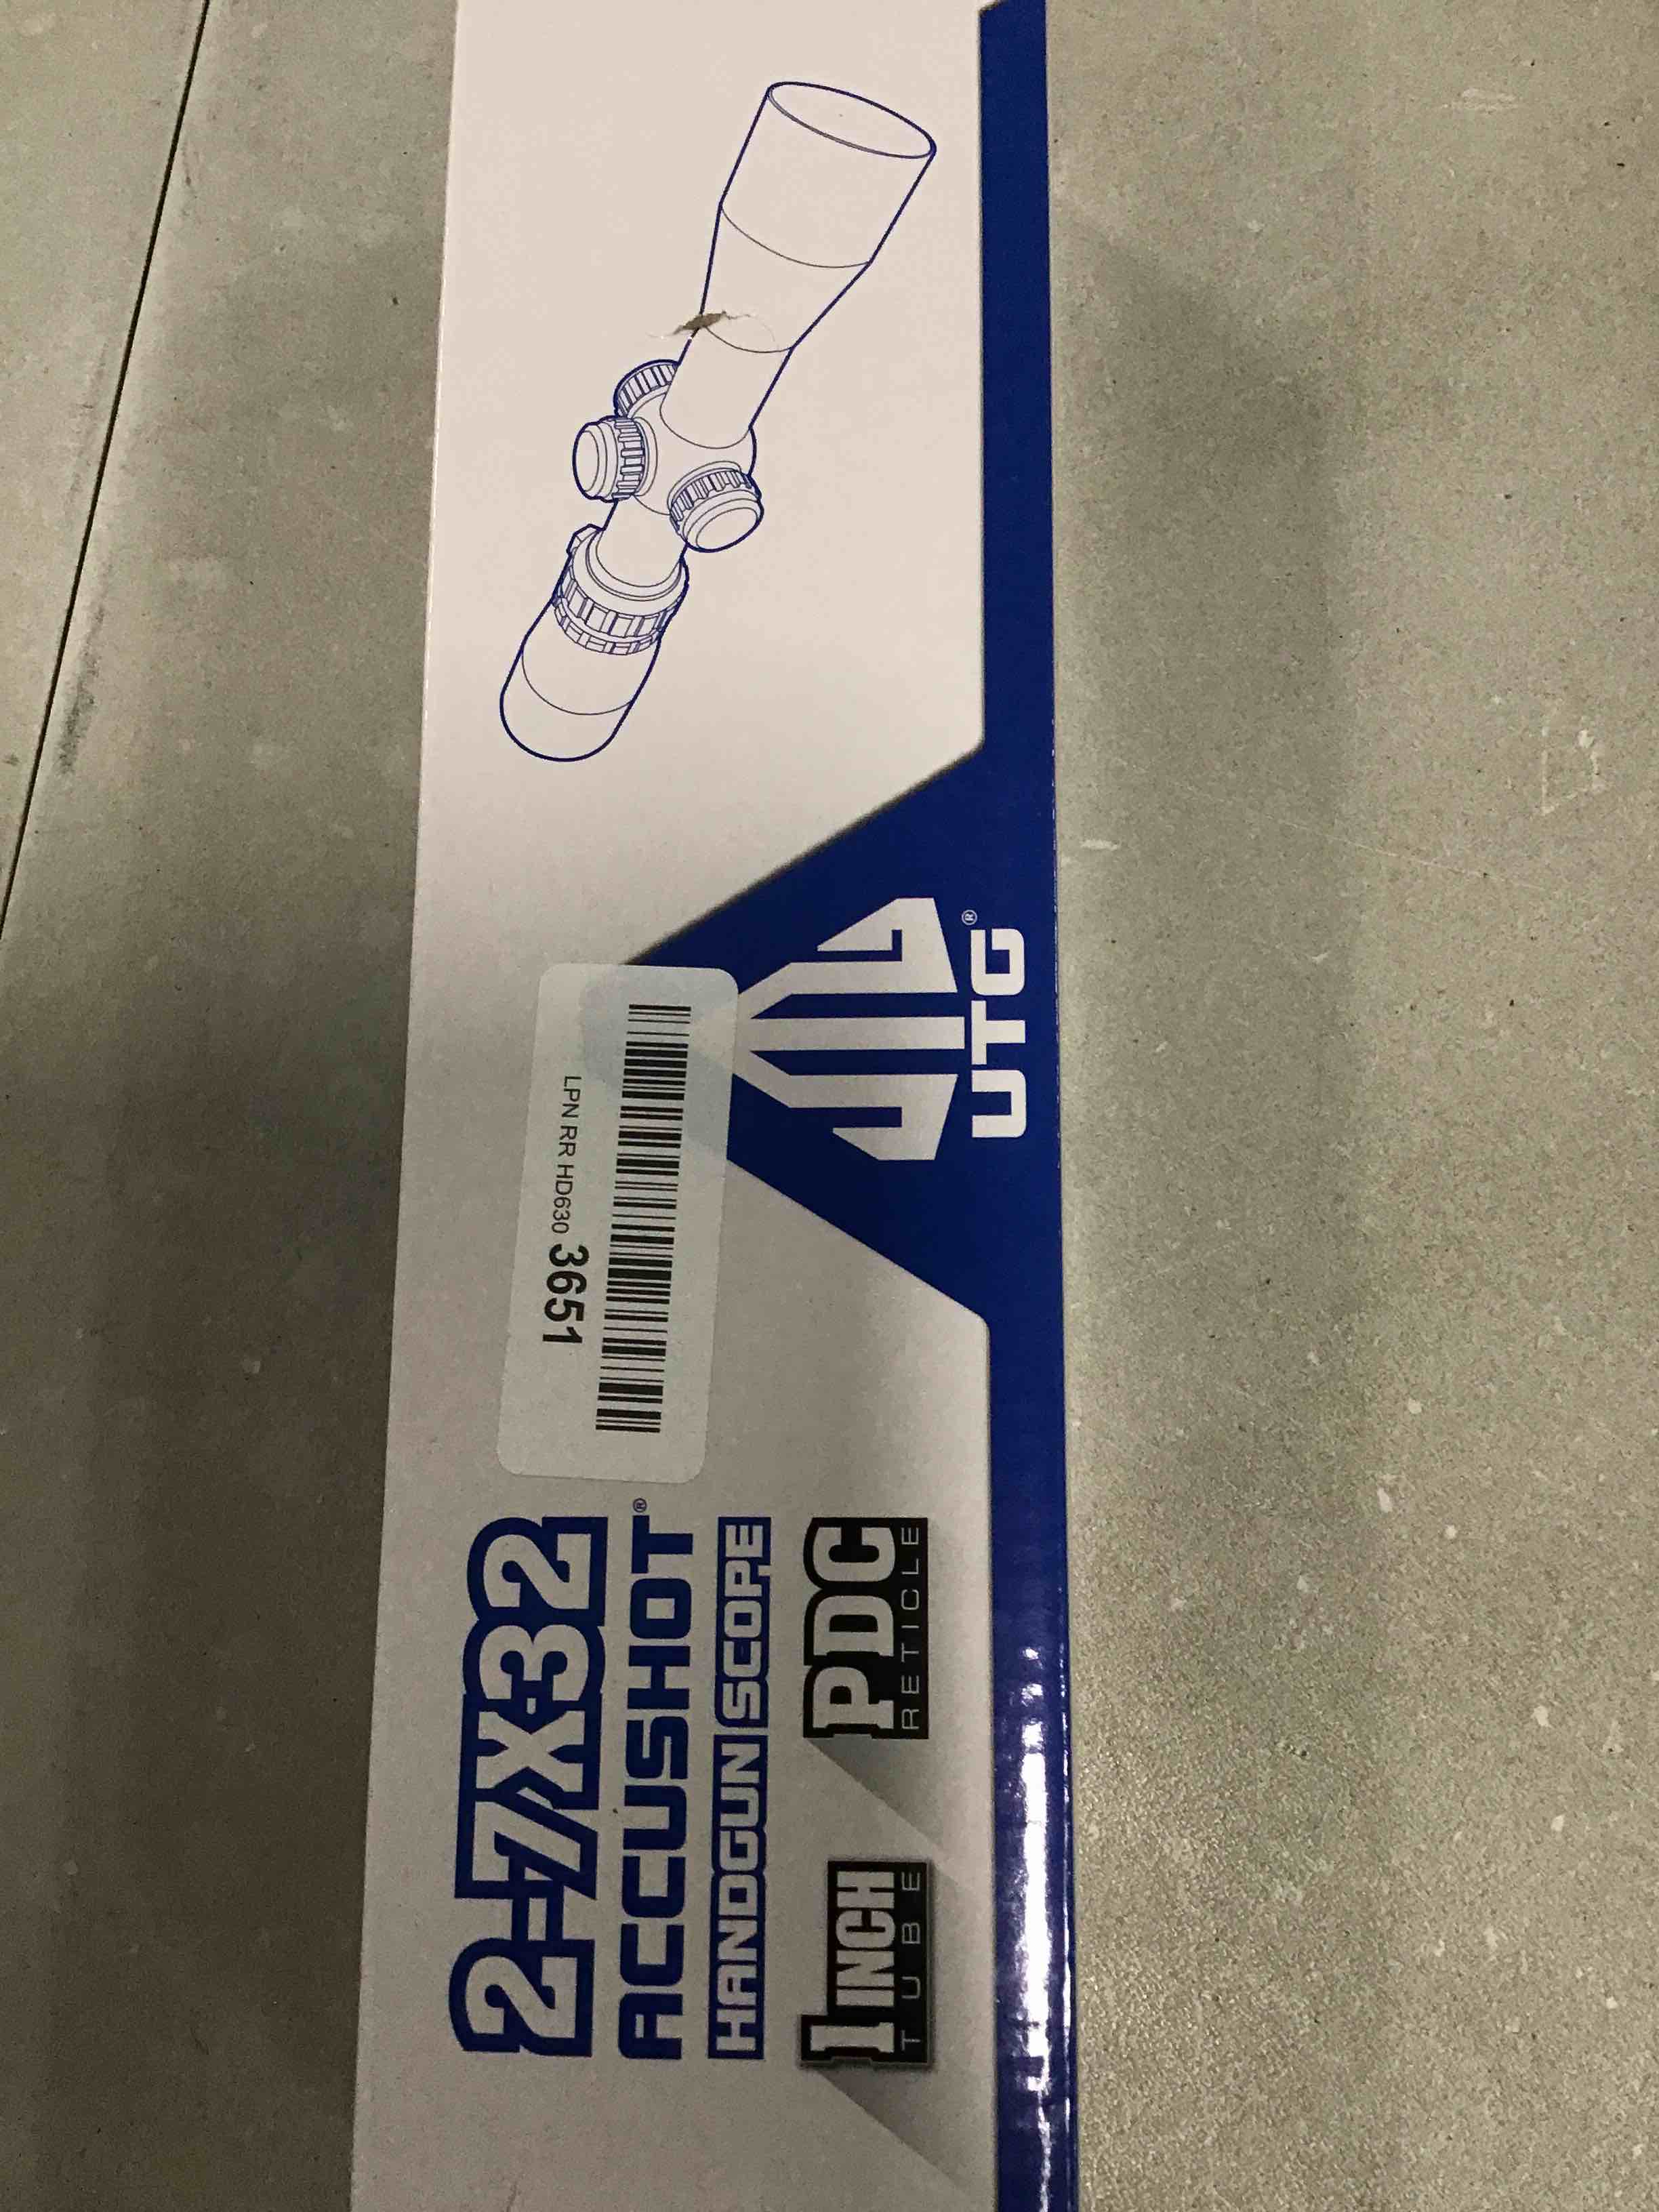 2-7X32
ACCUSHOT®
HANDGUN SCOPE
1 INCH
TUBE
PDC
RETICLE
LPN RR HD630 3651
UTG®